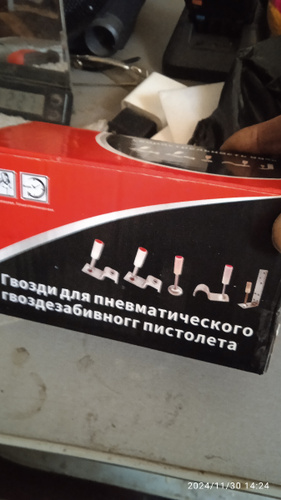 Гвозди для пневматического
гвоздезабивногг пистолета
2024/11/30 14:24